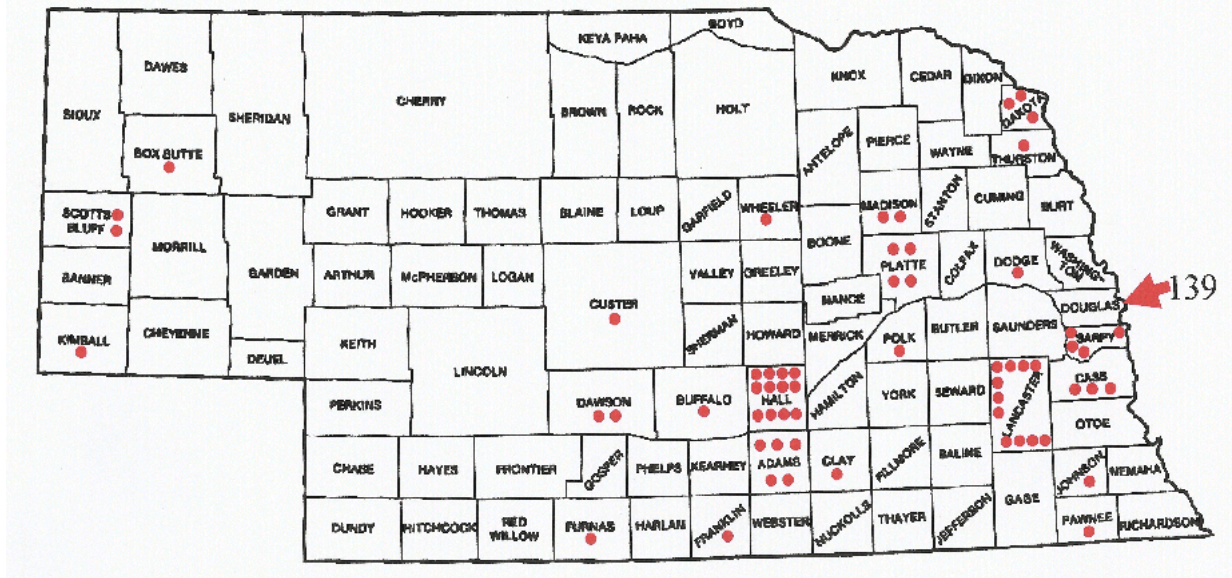 BOYD
KEYA PAHA
DAWES
SIOUX
SHERIDAN
CHERRY
BROWN
ROCK
HOLT
KNOX
CEDAR
DIXON
DAKOTA
BOX BUTTE
ANTELOPE
PIERCE
WAYNE
THURSTON
SCOTTS
BLUFF
MORRILL
GARDEN
GRANT
HOOKER
THOMAS
BLAINE
LOUP
GARFIELD
WHEELER
MADISON
STANTON
CUMING
BURT
BOONE
BANNER
ARTHUR
McPHERSON
LOGAN
VALLEY
GREELEY
PLATTE
COLFAX
DODGE
WASHING-
TON
CUSTER
NANCE
DOUGLAS
139
KIMBALL
CHEYENNE
DEUEL
KEITH
LINCOLN
SHERMAN
HOWARD
MERRICK
POLK
BUTLER
SAUNDERS
SARPY
PERKINS
DAWSON
BUFFALO
HALL
HAMILTON
YORK
SEWARD
LANCASTER
CASS
OTOE
CHASE
HAYES
FRONTIER
GOSPER
PHELPS
KEARNEY
ADAMS
CLAY
FILLMORE
SALINE
GAGE
JOHNSON
NEMAHA
DUNDY
HITCHCOCK
RED
WILLOW
FURNAS
HARLAN
FRANKLIN
WEBSTER
NUCKOLLS
THAYER
JEFFERSON
PAWNEE
RICHARDSON